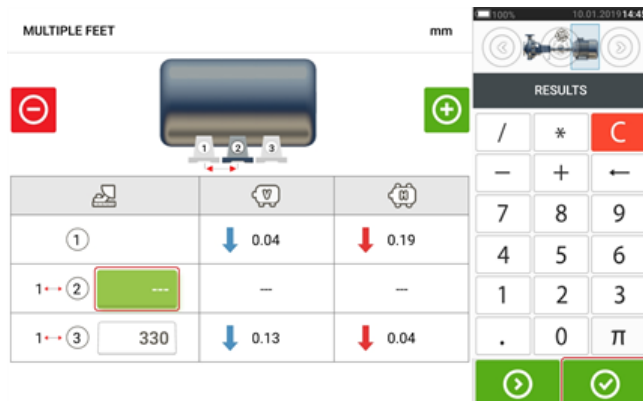 MULTIPLE FEET
mm
100%
10.01.2019 14:45
RESULTS
1 2 3
V H
1 0.04 0.19
1 ↔ 2 --- --- ---
1 ↔ 3 330 0.13 0.04
/ * C
− + ←
7 8 9
4 5 6
1 2 3
. 0 π